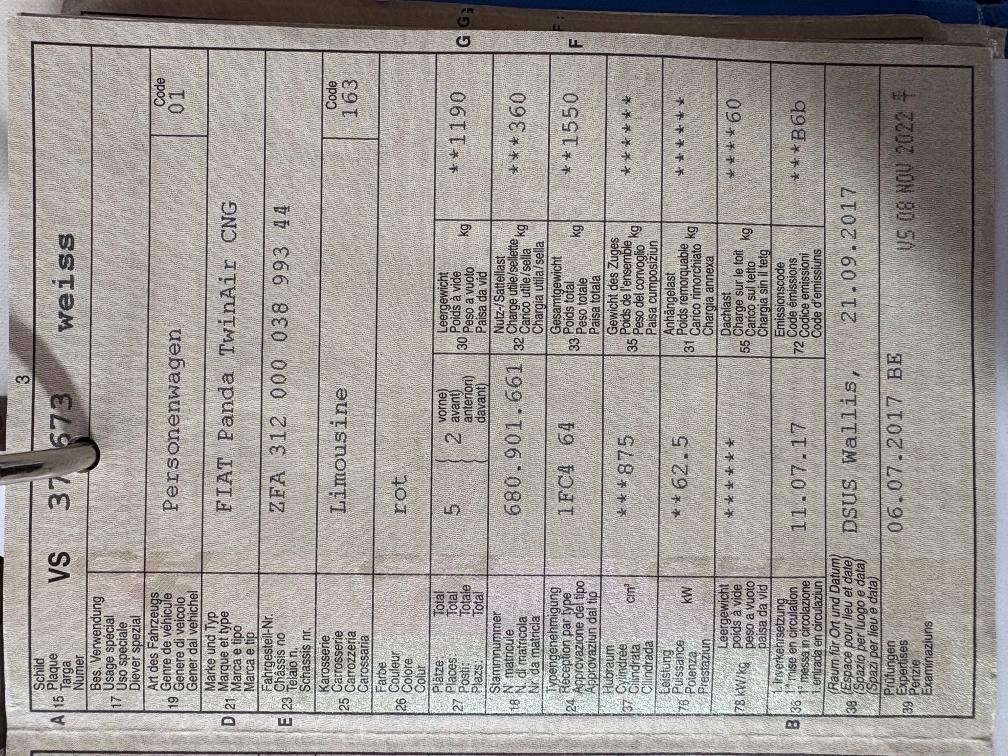 3
A 15 Schild
Plaque
Targa
Numer
VS 37 673 weiss
17 Bes. Verwendung
Usage spécial
Uso speciale
Diever spezial
19 Art des Fahrzeugs
Genre de véhicule
Genere di veicolo
Gener da vehichel
Personenwagen
Code
01
D 21 Marke und Typ
Marque et type
Marca e tipo
Marca e tip
FIAT Panda TwinAir CNG
E 23 Fahrgestell-Nr.
Châssis no
Telaio n.
Schassis nr.
ZFA 312 000 038 993 44
25 Karosserie
Carrosserie
Carrozzeria
Carossaria
Limousine
Code
163
26 Farbe
Couleur
Colore
Colur
rot
27 Plätze: Total
Places: Total
Posti: Totale
Plazs: Total
5 { 2 vorne)
avant)
anteriori)
davant)
G 30 Leergewicht
Poids à vide
Peso a vuoto
Paisa da vid
kg
**1190
G
18 Stammnummer
N° matricule
N. di matricola
Nr. da matricla
680.901.661
32 Nutz-/Sattellast
Charge utile/sellette
Carico utile/sella
Chargia utila/sella
kg
***360
24 Typengenehmigung
Réception par type
Approvazione del tipo
Approvaziun dal tip
1FC4 64
33 Gesamtgewicht
Poids total
Peso totale
Paisa totala
kg
**1550
F
F:
37 Hubraum
Cylindrée
Cilindrata
Cilindrada
cm³
***875
35 Gewicht des Zuges
Poids de l'ensemble
Peso del convoglio
Paisa cumposiziun
kg
******
76 Leistung
Puissance
Potenza
Prestaziun
kW
**62.5
31 Anhängelast
Poids remorquable
Carico rimorchiato
Chargia annexa
kg
******
78 kW/kg Leergewicht
poids à vide
peso a vuoto
paisa da vid
******
55 Dachlast
Charge sur le toit
Carico sul tetto
Chargia sin il tetg
kg
****60
B 36 1. Inverkehrsetzung
1re mise en circulation
1a messa in circolazione
1. entrada en circulaziun
11.07.17
72 Emissionscode
Code émissions
Codice emissioni
Code d'emissiuns
***B6b
38 (Raum für Ort und Datum)
(Espace pour lieu et date)
(Spazio per luogo e data)
(Spazi per lieu e data)
DSUS Wallis, 21.09.2017
39 Prüfungen
Expertises
Perizie
Examinaziuns
06.07.2017 BE
VS 08 NOV 2022